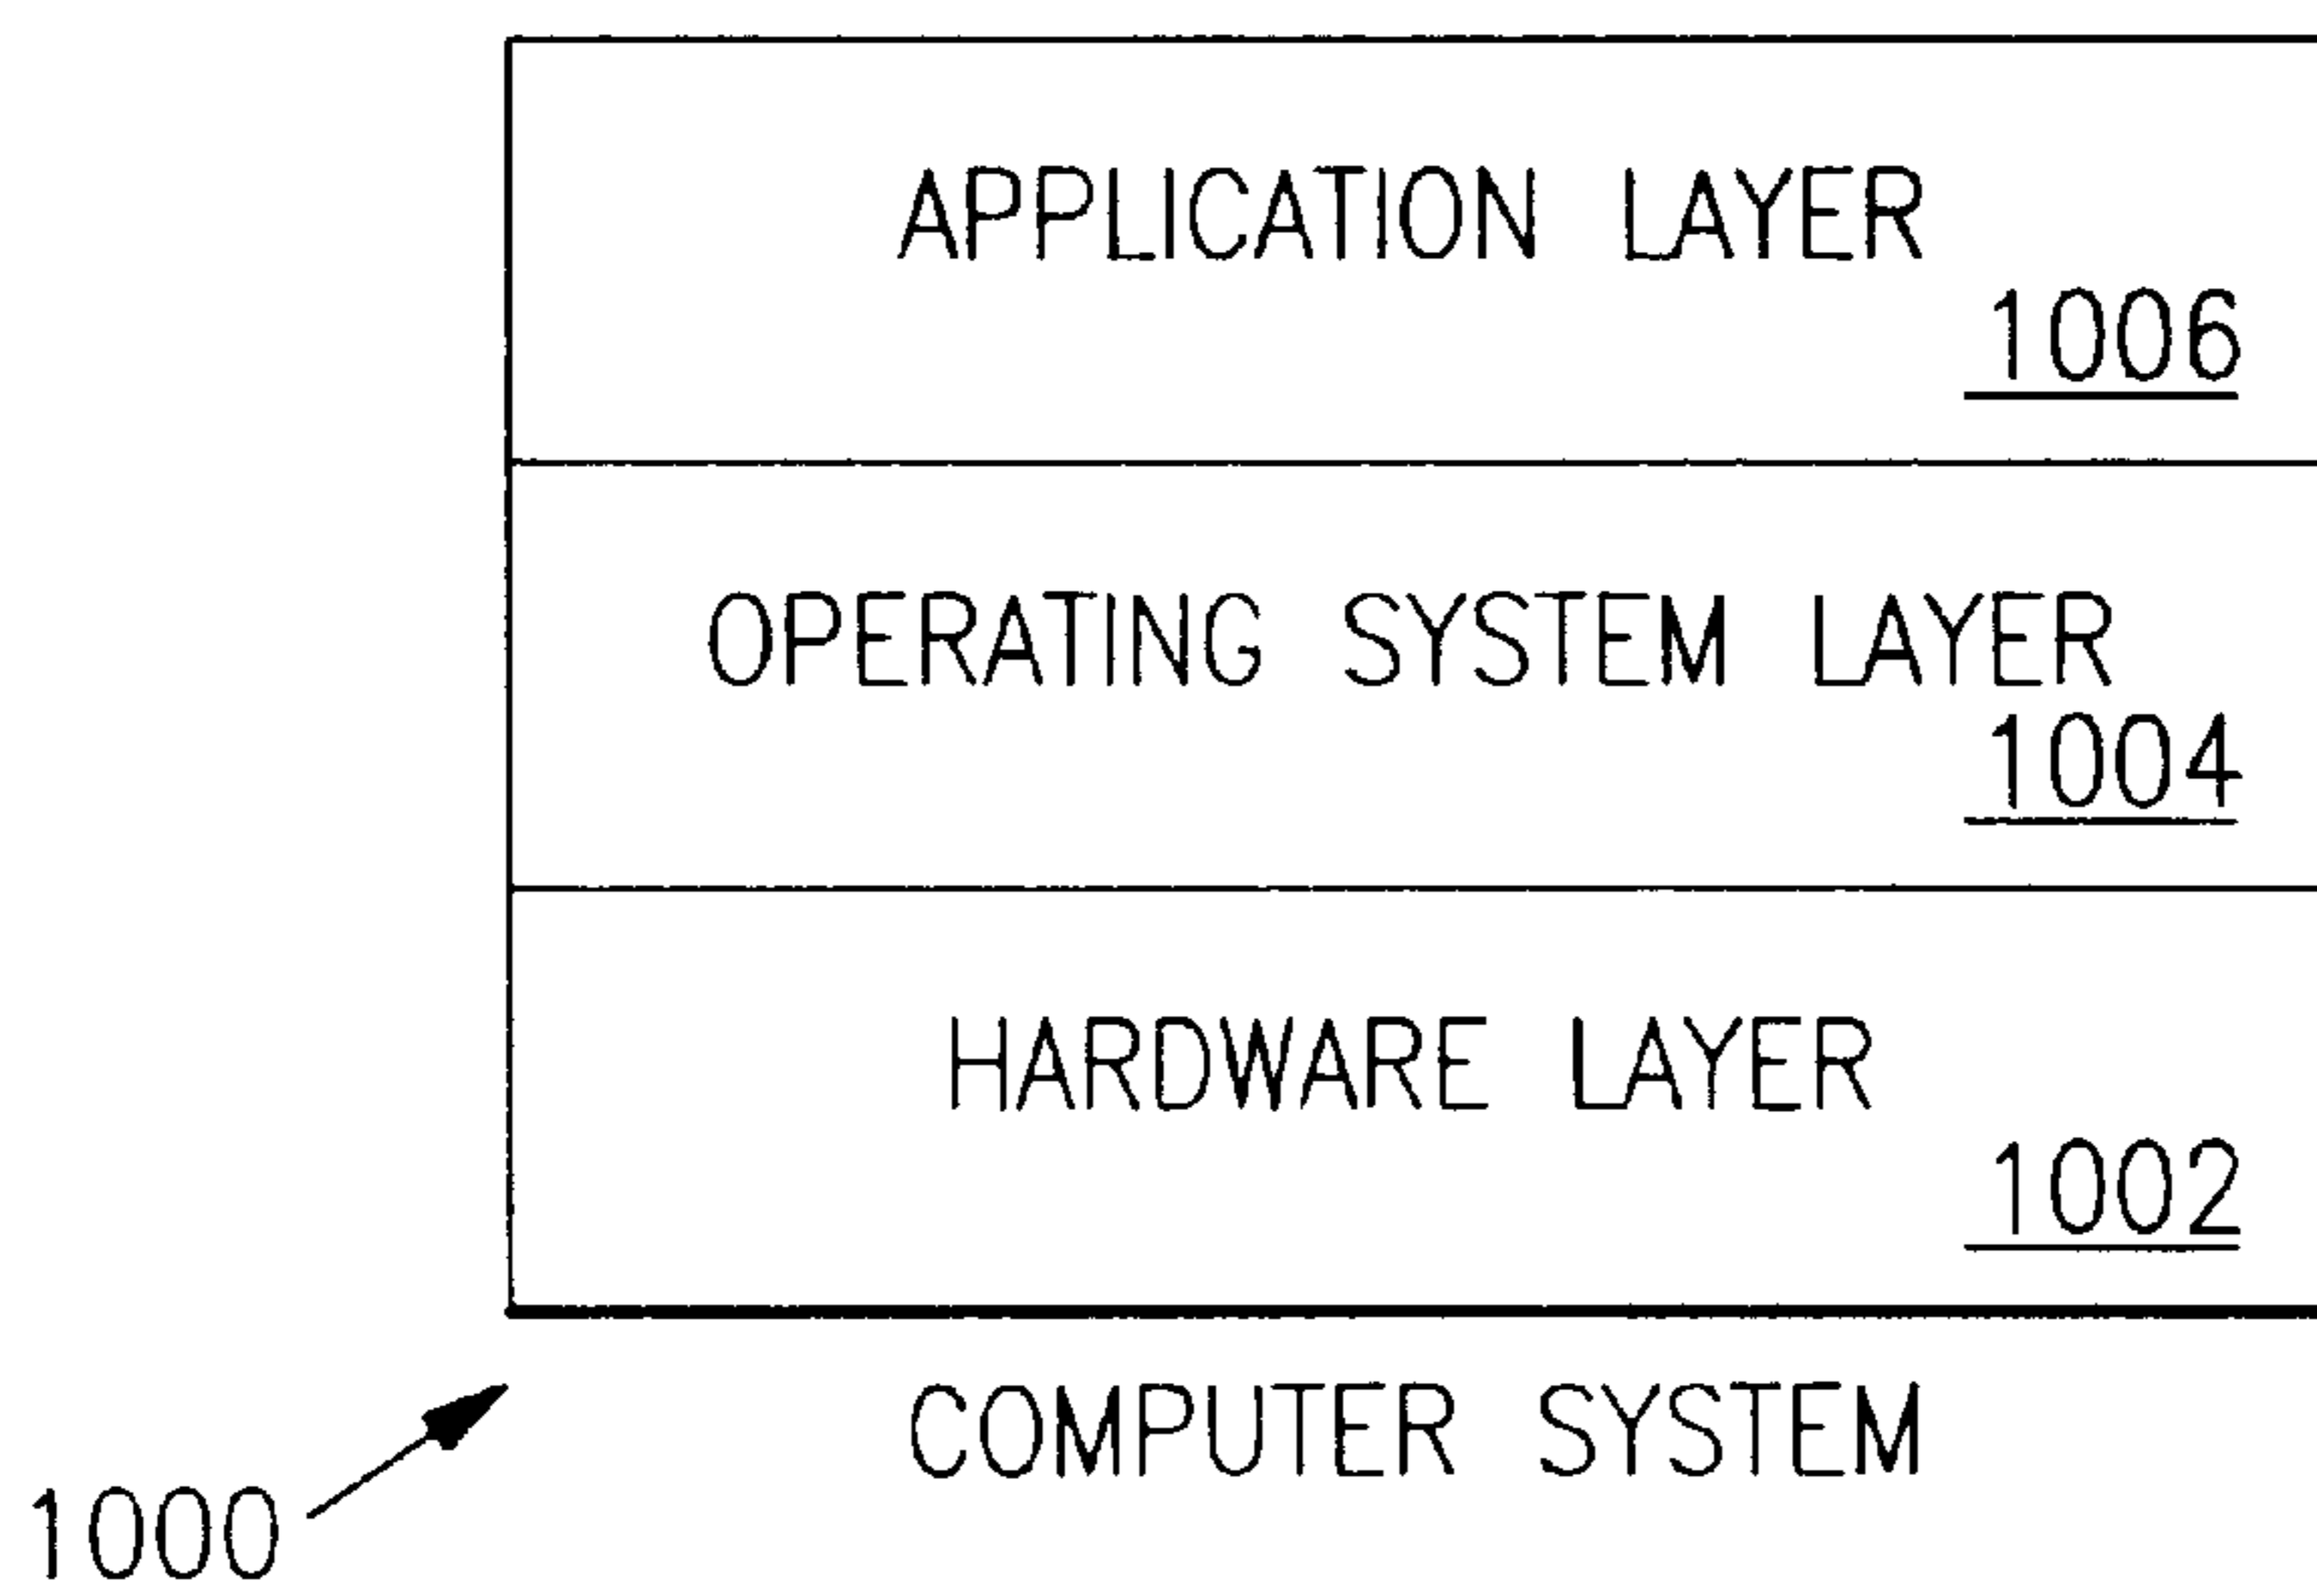 APPLICATION LAYER
1006
OPERATING SYSTEM LAYER
1004
HARDWARE LAYER
1002
COMPUTER SYSTEM
1000